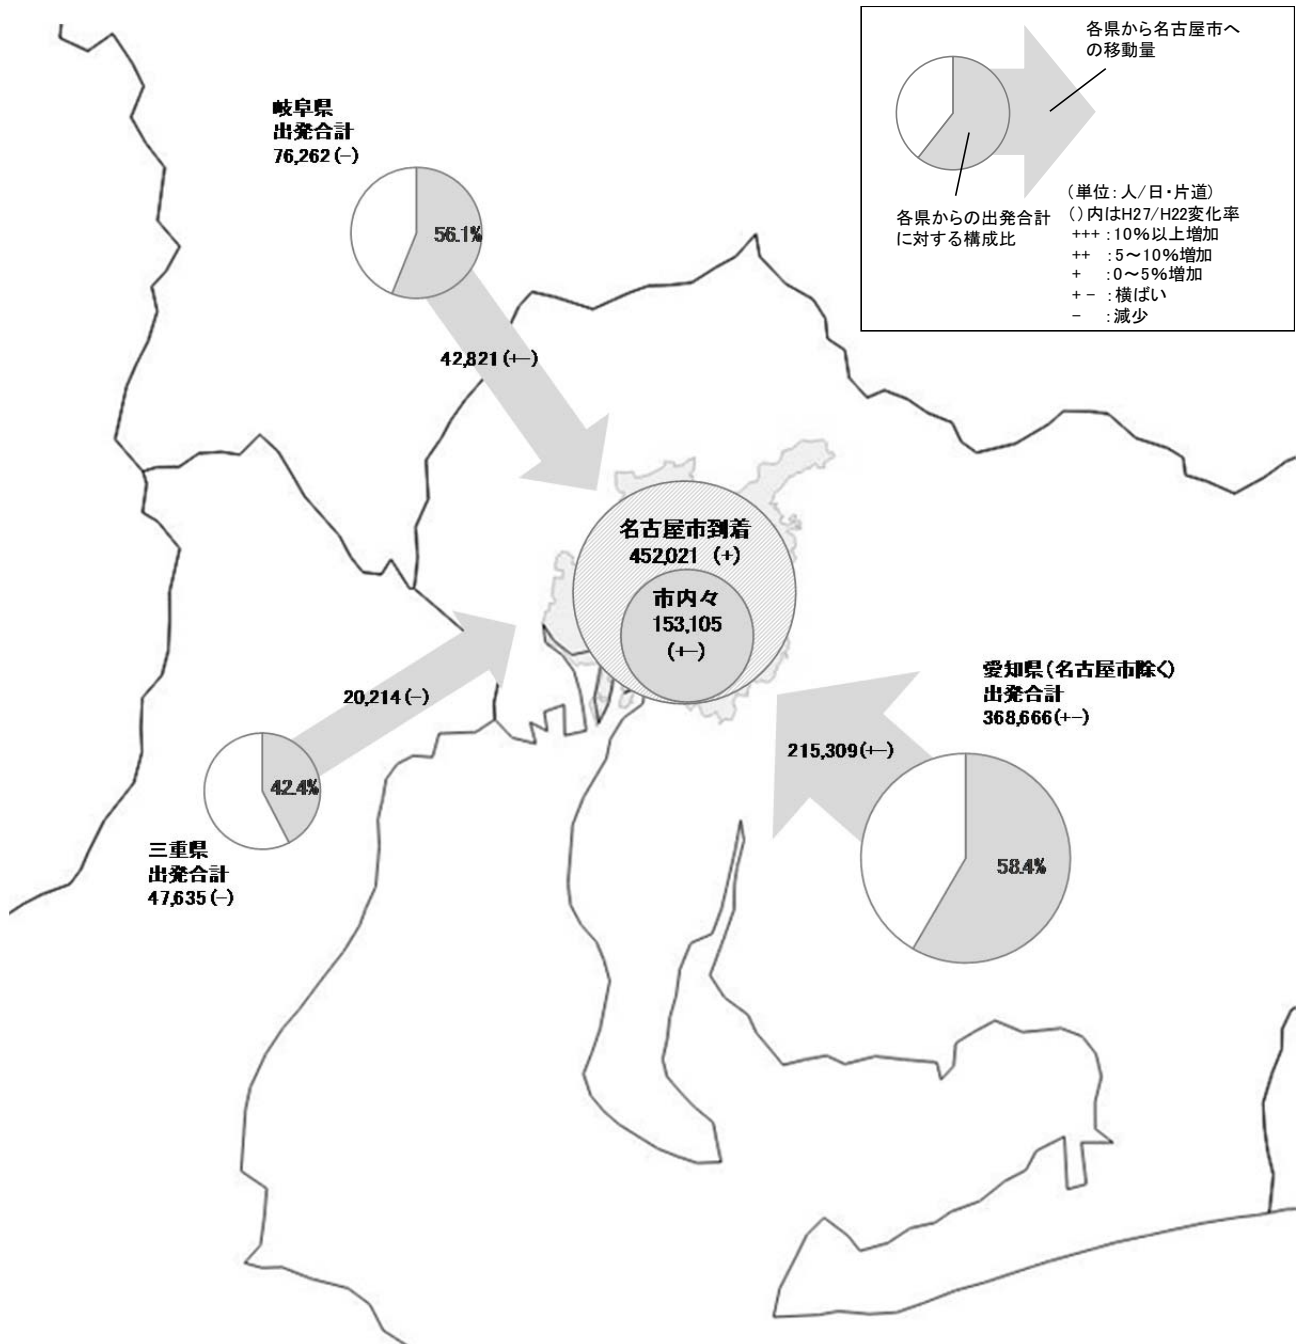 各県から名古屋市へ
の移動量
各県からの出発合計
に対する構成比
(単位:人/日・片道)
()内はH27/H22変化率
+++ :10%以上増加
++ :5~10%増加
+ :0~5%増加
+- :横ばい
- :減少
岐阜県
出発合計
76,262(-)
56.1%
42,821(+-)
名古屋市到着
452,021 (+)
市内々
153,105
(+-)
20,214(-)
42.4%
三重県
出発合計
47,635(-)
愛知県(名古屋市除く)
出発合計
368,666(+-)
215,309(+-)
58.4%